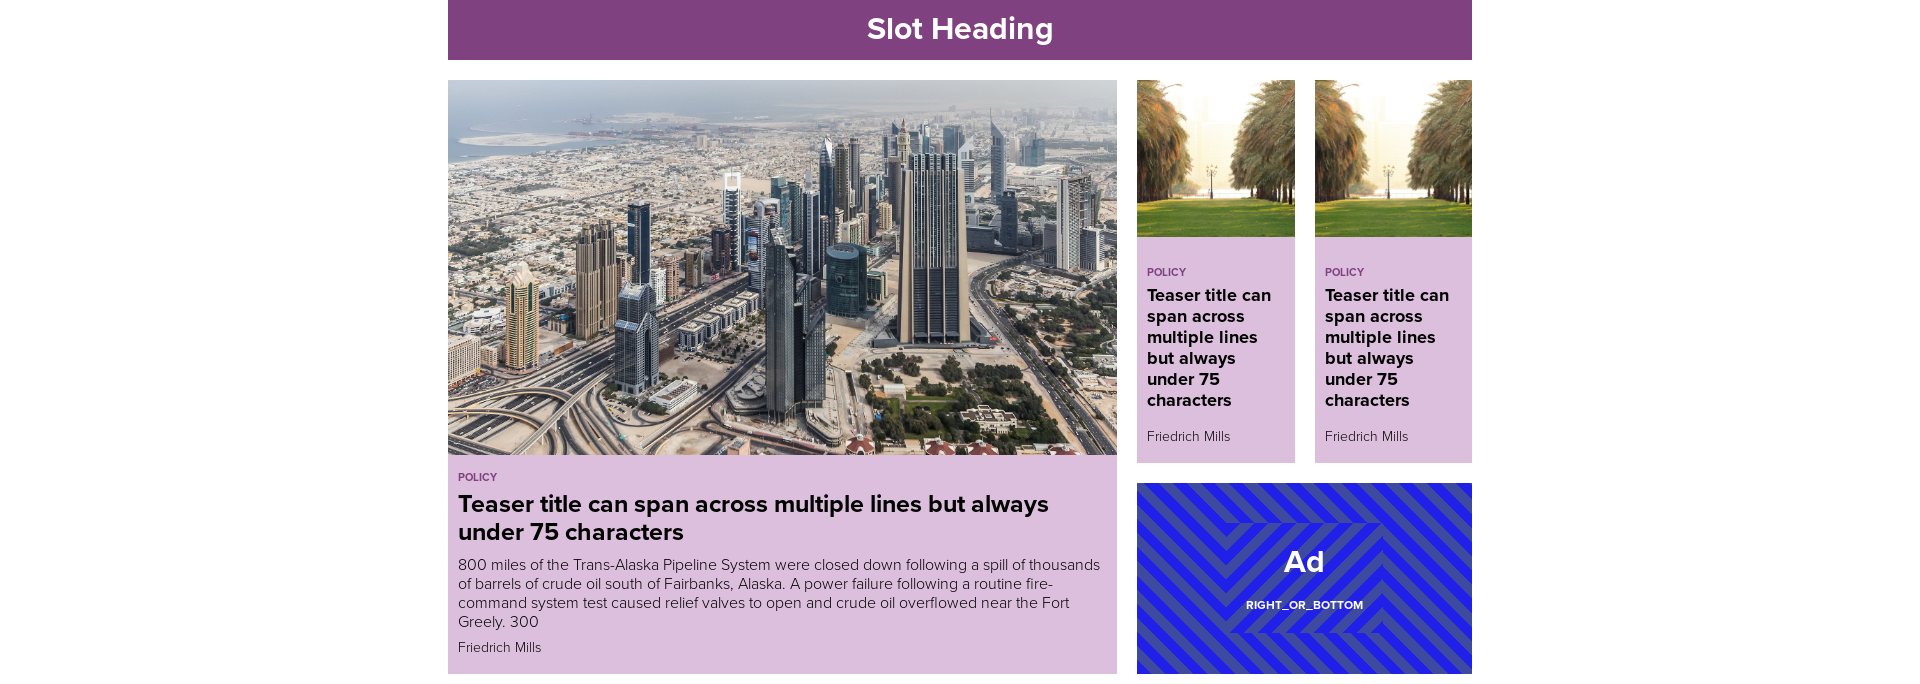 Slot Heading
POLICY
Teaser title can span across multiple lines but always
under 75 characters
800 miles of the Trans-Alaska Pipeline System were closed down following a spill of thousands
of barrels of crude oil south of Fairbanks, Alaska. A power failure following a routine fire-
command system test caused relief valves to open and crude oil overflowed near the Fort
Greely. 300
Friedrich Mills
POLICY
Teaser title can
span across
multiple lines
but always
under 75
characters
Friedrich Mills
POLICY
Teaser title can
span across
multiple lines
but always
under 75
characters
Friedrich Mills
Ad
RIGHT_OR_BOTTOM